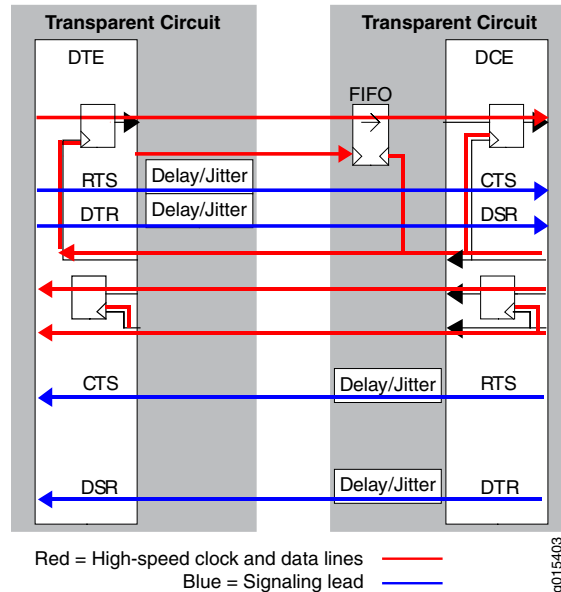 Transparent Circuit
Transparent Circuit
DTE
DCE
FIFO
RTS
Delay/Jitter
CTS
DTR
Delay/Jitter
DSR
CTS
Delay/Jitter
RTS
DSR
Delay/Jitter
DTR
Red = High-speed clock and data lines
Blue = Signaling lead
g015403